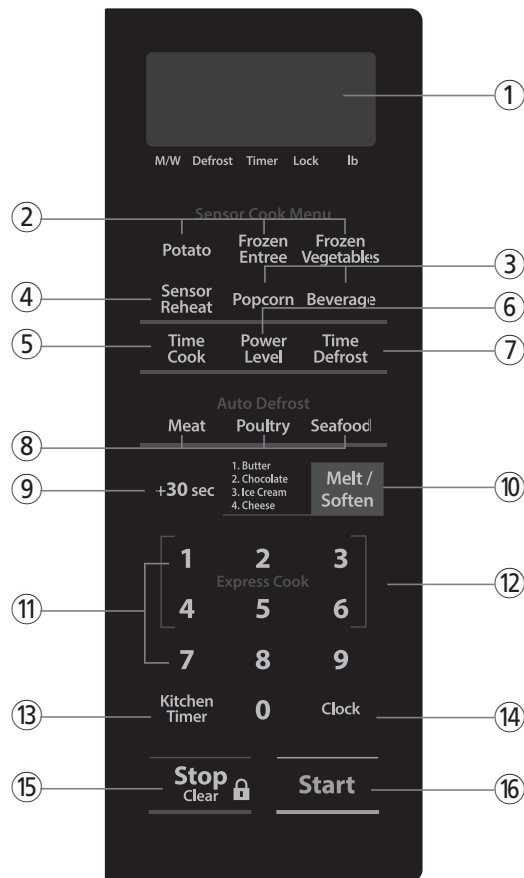 ①
M/W Defrost Timer Lock lb
②
Sensor Cook Menu
Potato Frozen Entree Frozen Vegetables
③
④
Sensor Reheat Popcorn Beverage
⑥
⑤
Time Cook Power Level Time Defrost
⑦
Auto Defrost
Meat Poultry Seafood
⑧
⑨
+30 sec
1. Butter
2. Chocolate
3. Ice Cream
4. Cheese
Melt /
Soften
⑩
1 2 3
Express Cook
⑫
⑪
4 5 6
7 8 9
⑬
Kitchen
Timer
0 Clock
⑭
⑮
Stop
Clear
Start
⑯